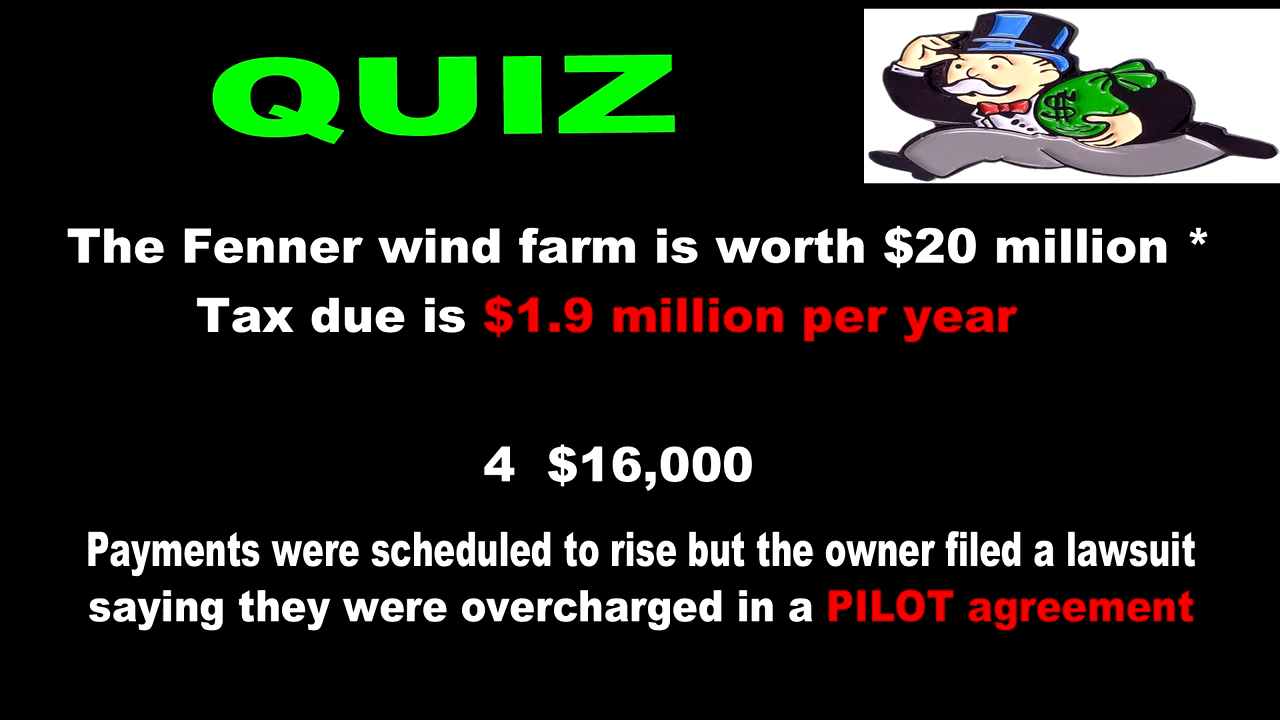 QUIZ
$
The Fenner wind farm is worth $20 million *
Tax due is $1.9 million per year
4 $16,000
Payments were scheduled to rise but the owner filed a lawsuit
saying they were overcharged in a PILOT agreement